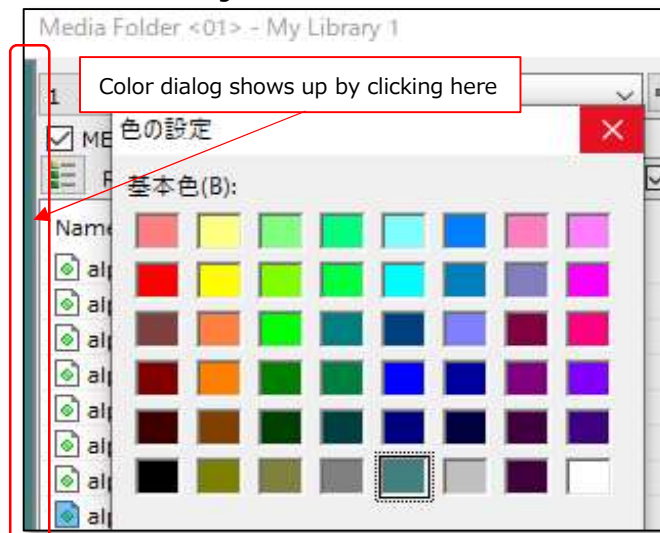 Media Folder <01> - My Library 1
Color dialog shows up by clicking here
1
ME
色の設定
基本色(B):
Name
alp
alp
alp
alp
alp
alp
alp
alp